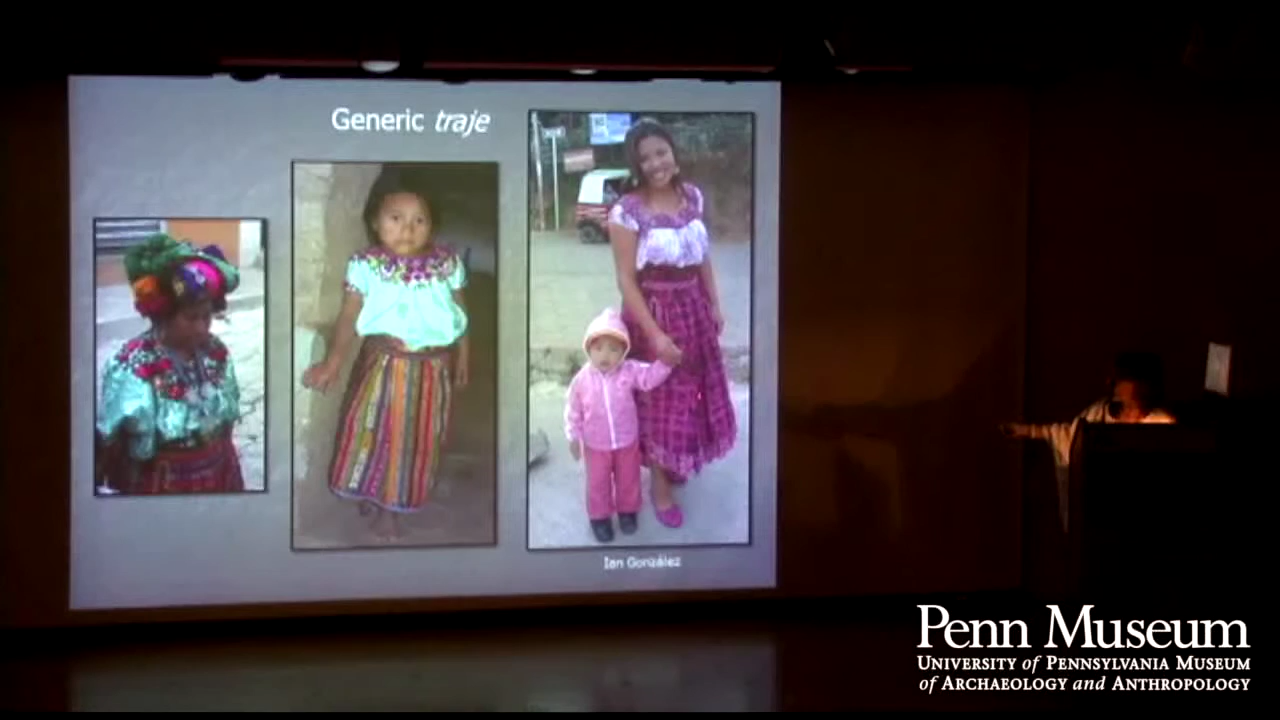 Generic traje
Ian González
Penn Museum
UNIVERSITY of PENNSYLVANIA MUSEUM
of ARCHAEOLOGY and ANTHROPOLOGY